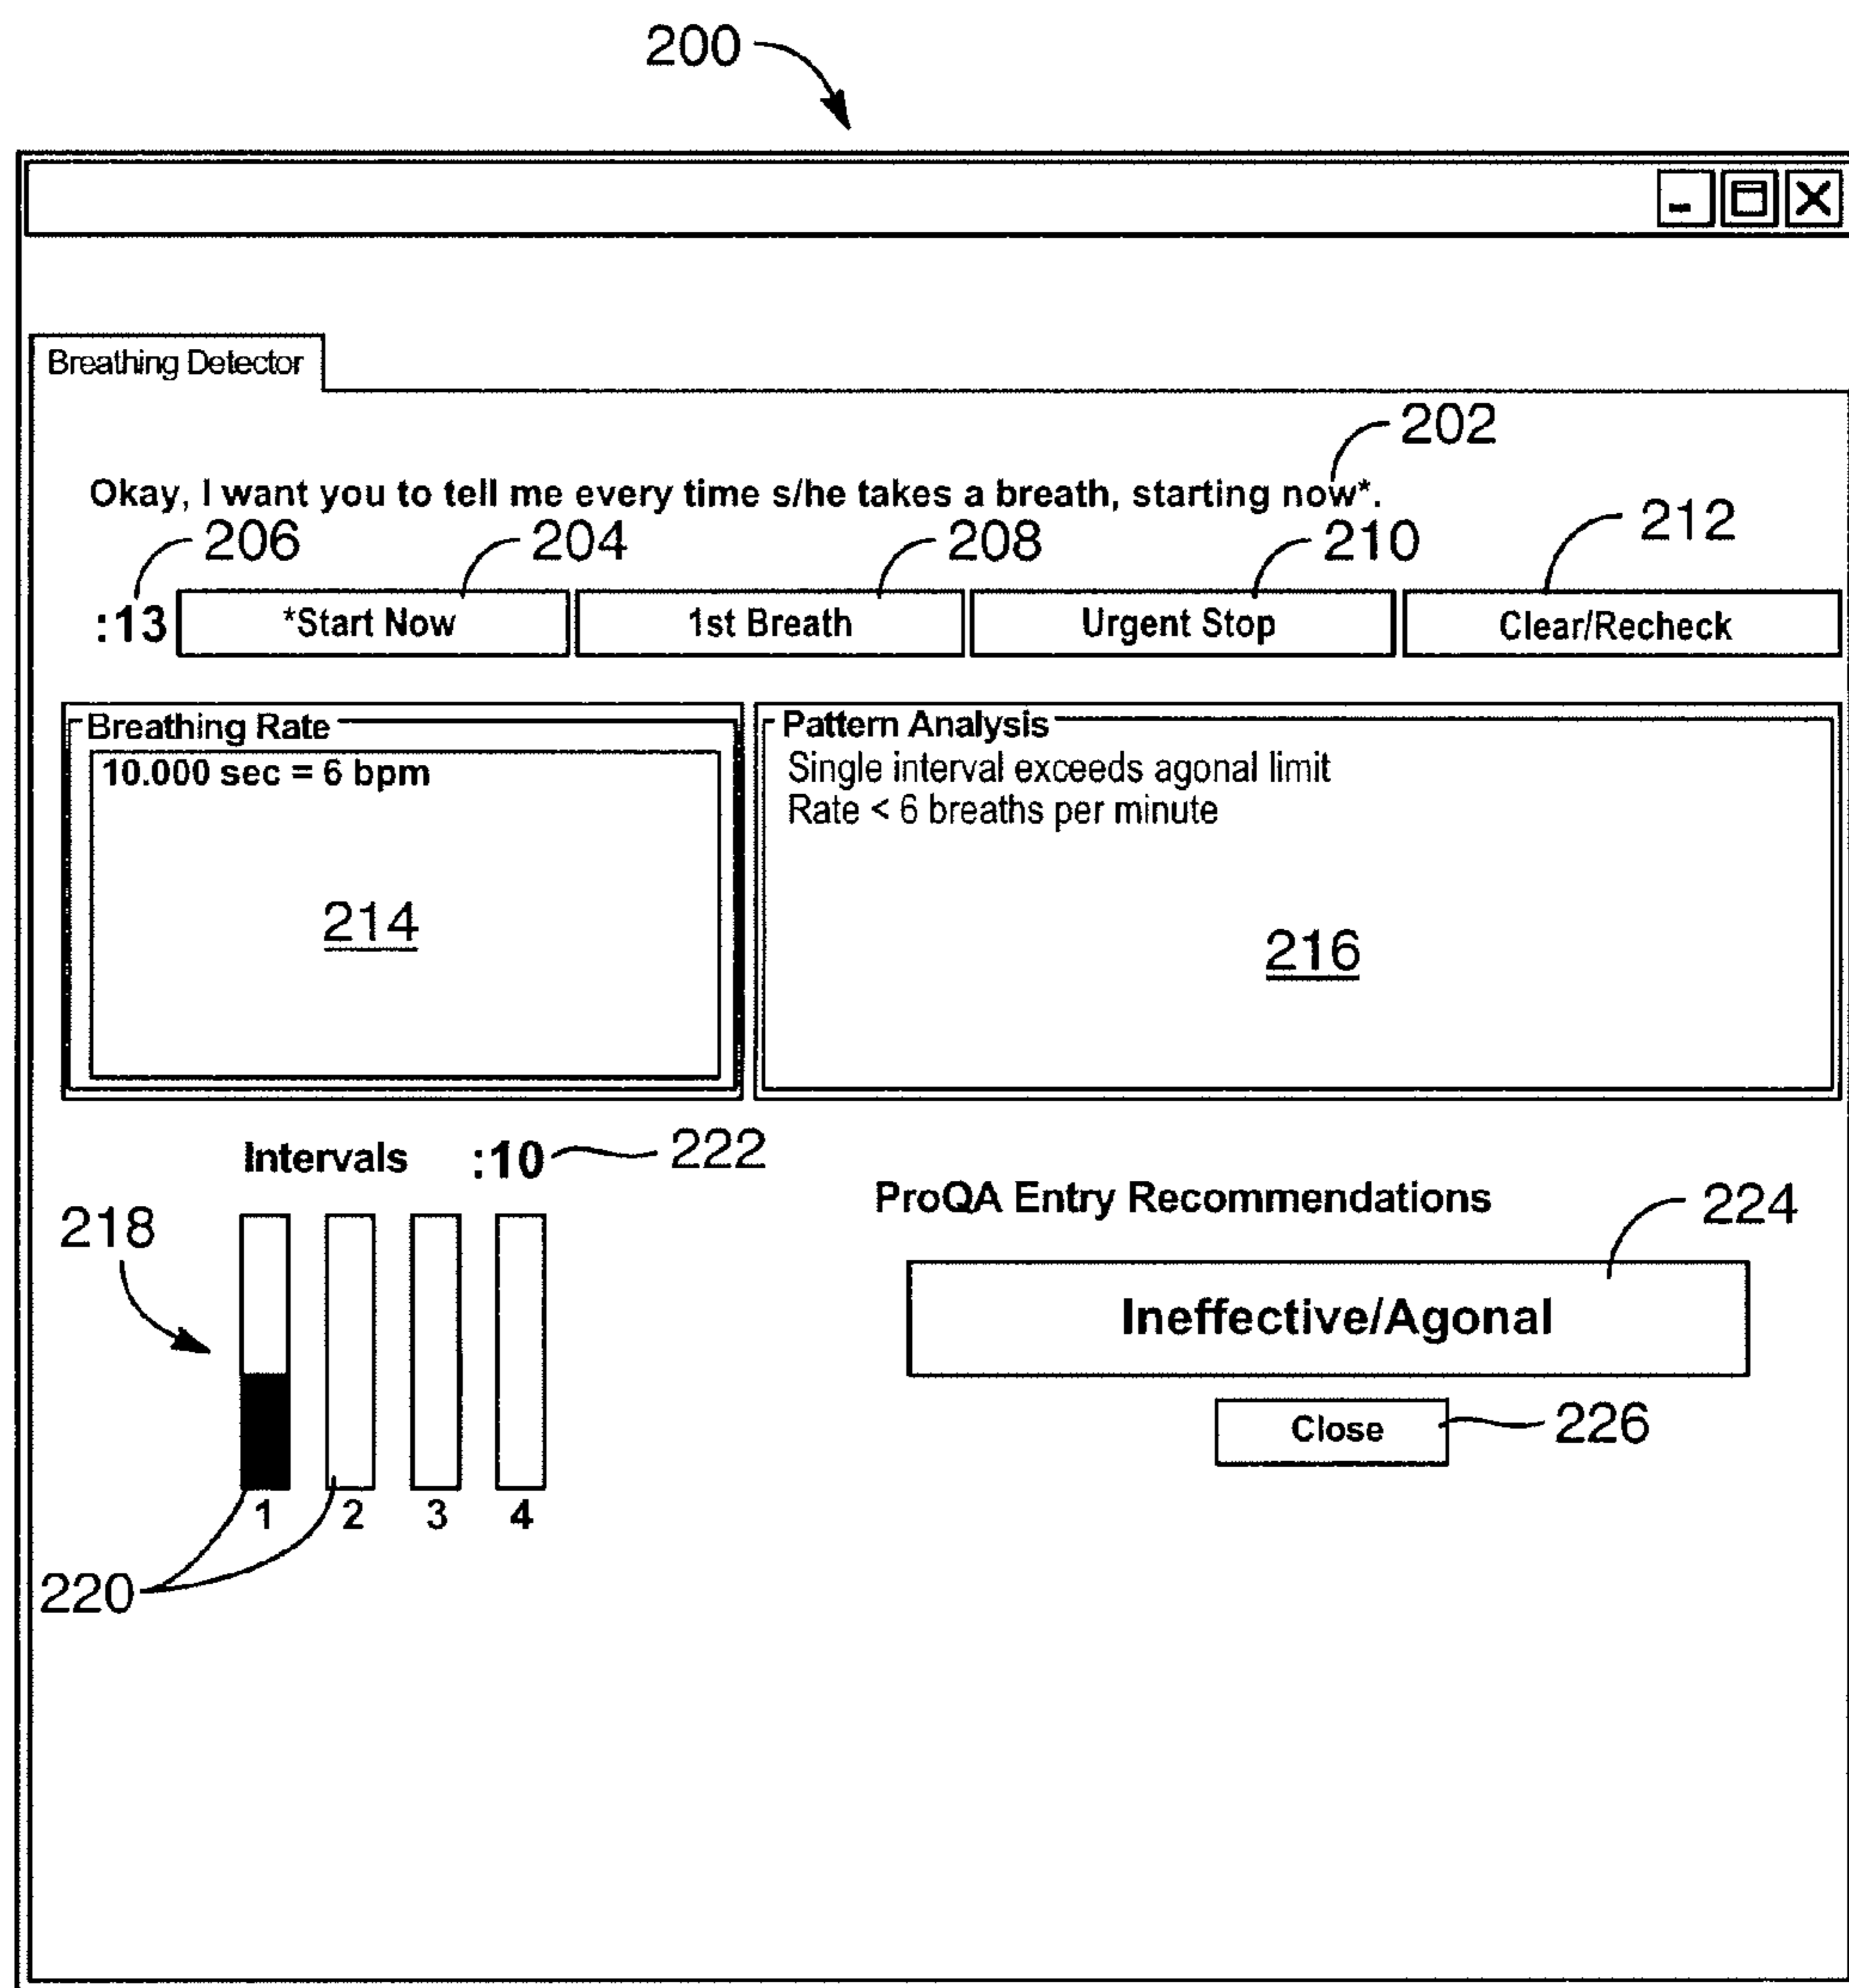 200
Breathing Detector
202
Okay, I want you to tell me every time s/he takes a breath, starting now*.
206 204 208 210 212
:13 *Start Now 1st Breath Urgent Stop Clear/Recheck
Breathing Rate
10.000 sec = 6 bpm
214
Pattern Analysis
Single interval exceeds agonal limit
Rate < 6 breaths per minute
216
Intervals :10 222
218
1 2 3 4
220
ProQA Entry Recommendations
224
Ineffective/Agonal
Close 226